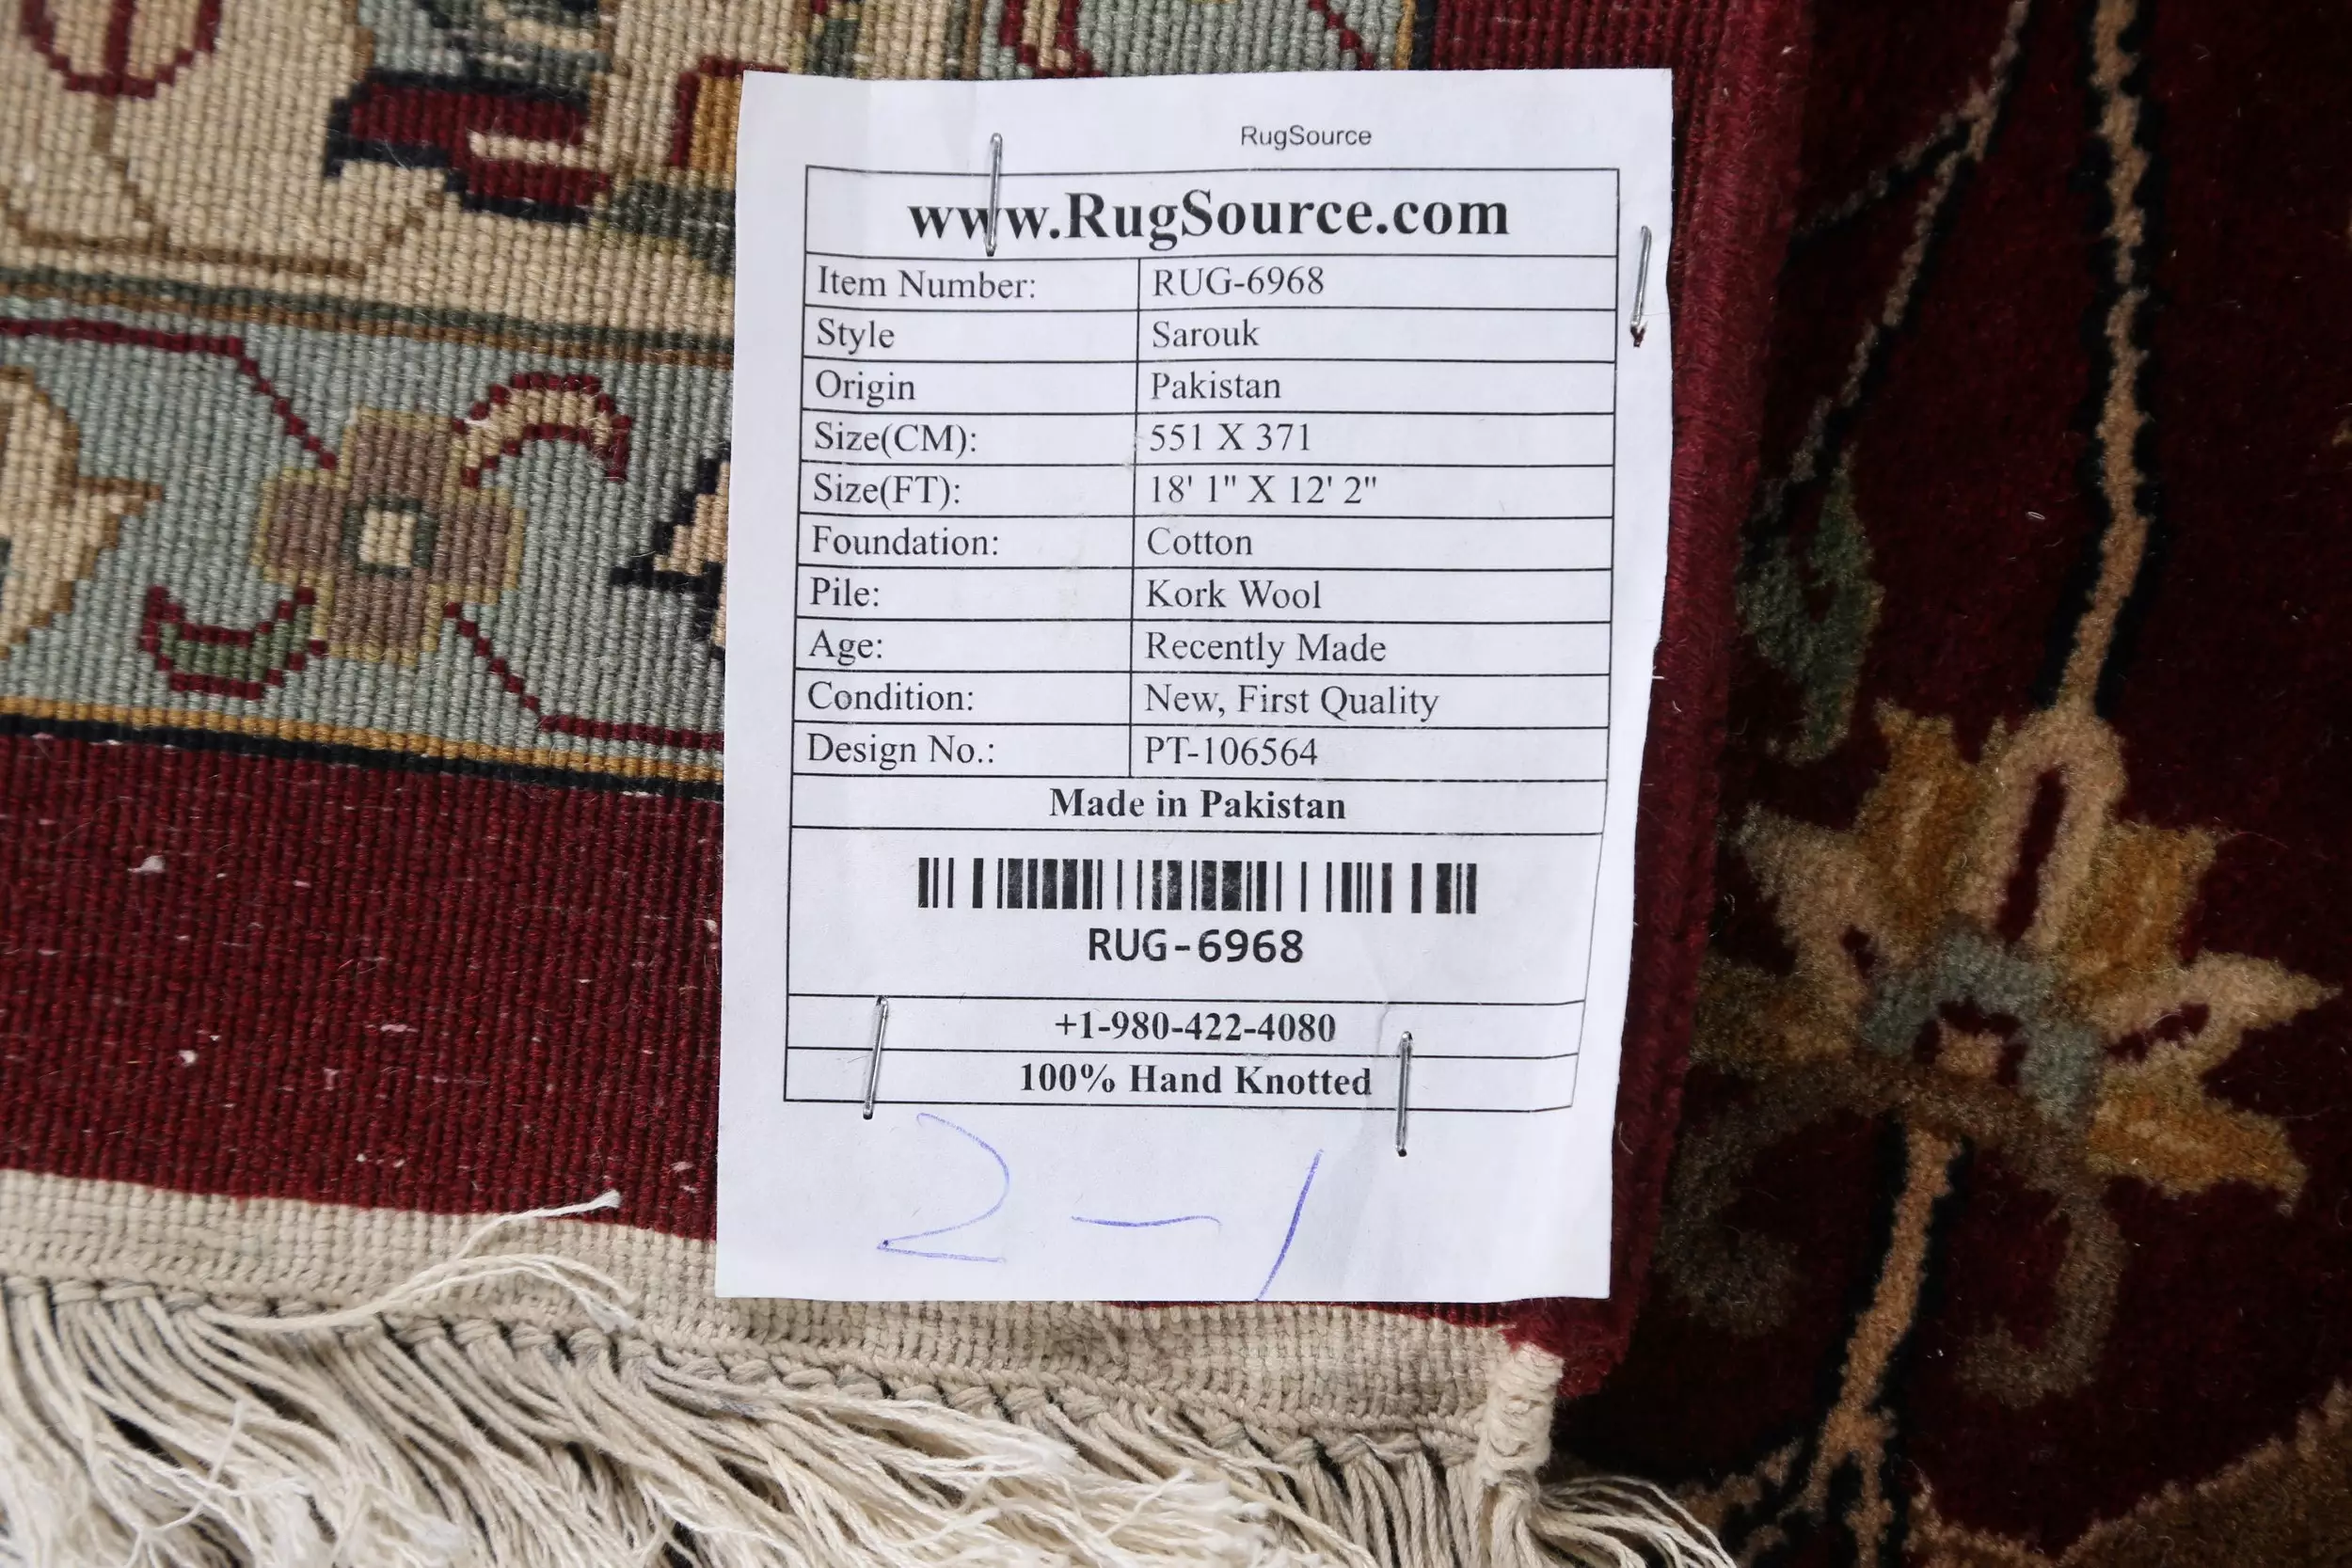 RugSource
www.RugSource.com
Item Number: RUG-6968
Style Sarouk
Origin Pakistan
Size(CM): 551 X 371
Size(FT): 18' 1" X 12' 2"
Foundation: Cotton
Pile: Kork Wool
Age: Recently Made
Condition: New, First Quality
Design No.: PT-106564
Made in Pakistan
RUG-6968
+1-980-422-4080
100% Hand Knotted
2-1